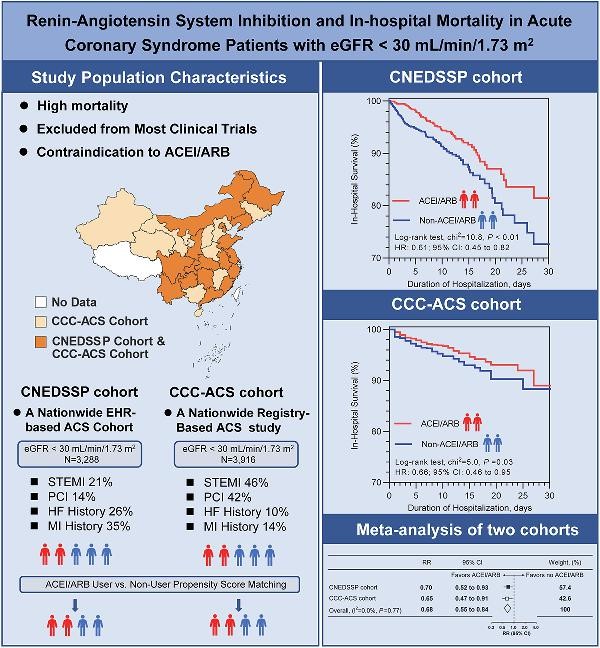 Renin-Angiotensin System Inhibition and In-hospital Mortality in Acute
Coronary Syndrome Patients with eGFR < 30 mL/min/1.73 m²
Study Population Characteristics
High mortality
Excluded from Most Clinical Trials
Contraindication to ACEI/ARB
No Data
CCC-ACS Cohort
CNEDSSP Cohort &
CCC-ACS Cohort
CNEDSSP cohort
A Nationwide EHR-
based ACS Cohort
eGFR < 30 mL/min/1.73 m²
N=3,288
STEMI 21%
PCI 14%
HF History 26%
MI History 35%
CCC-ACS cohort
A Nationwide Registry-
Based ACS study
eGFR < 30 mL/min/1.73 m²
N=3,916
STEMI 46%
PCI 42%
HF History 10%
MI History 14%
ACEI/ARB User vs. Non-User Propensity Score Matching
CNEDSSP cohort
In-Hospital Survival (%)
100
90
80
70
ACEI/ARB
Non-ACEI/ARB
Log-rank test, chi²=10.8, P < 0.01
HR: 0.61; 95% CI: 0.45 to 0.82
0 5 10 15 20 25 30
Duration of Hospitalization, days
CCC-ACS cohort
In-Hospital Survival (%)
100
90
80
70
ACEI/ARB
Non-ACEI/ARB
Log-rank test, chi²=5.0, P =0.03
HR: 0.66; 95% CI: 0.46 to 0.95
0 5 10 15 20 25 30
Duration of Hospitalization, days
Meta-analysis of two cohorts
RR 95% CI Weight, (%)
Favors ACEI/ARB Favors no ACEI/ARB
CNEDSSP cohort 0.70 0.52 to 0.93 57.4
CCC-ACS cohort 0.65 0.47 to 0.91 42.6
Overall, (I²=0.0%, P=0.77) 0.68 0.55 to 0.84 100
RR (95% CI)